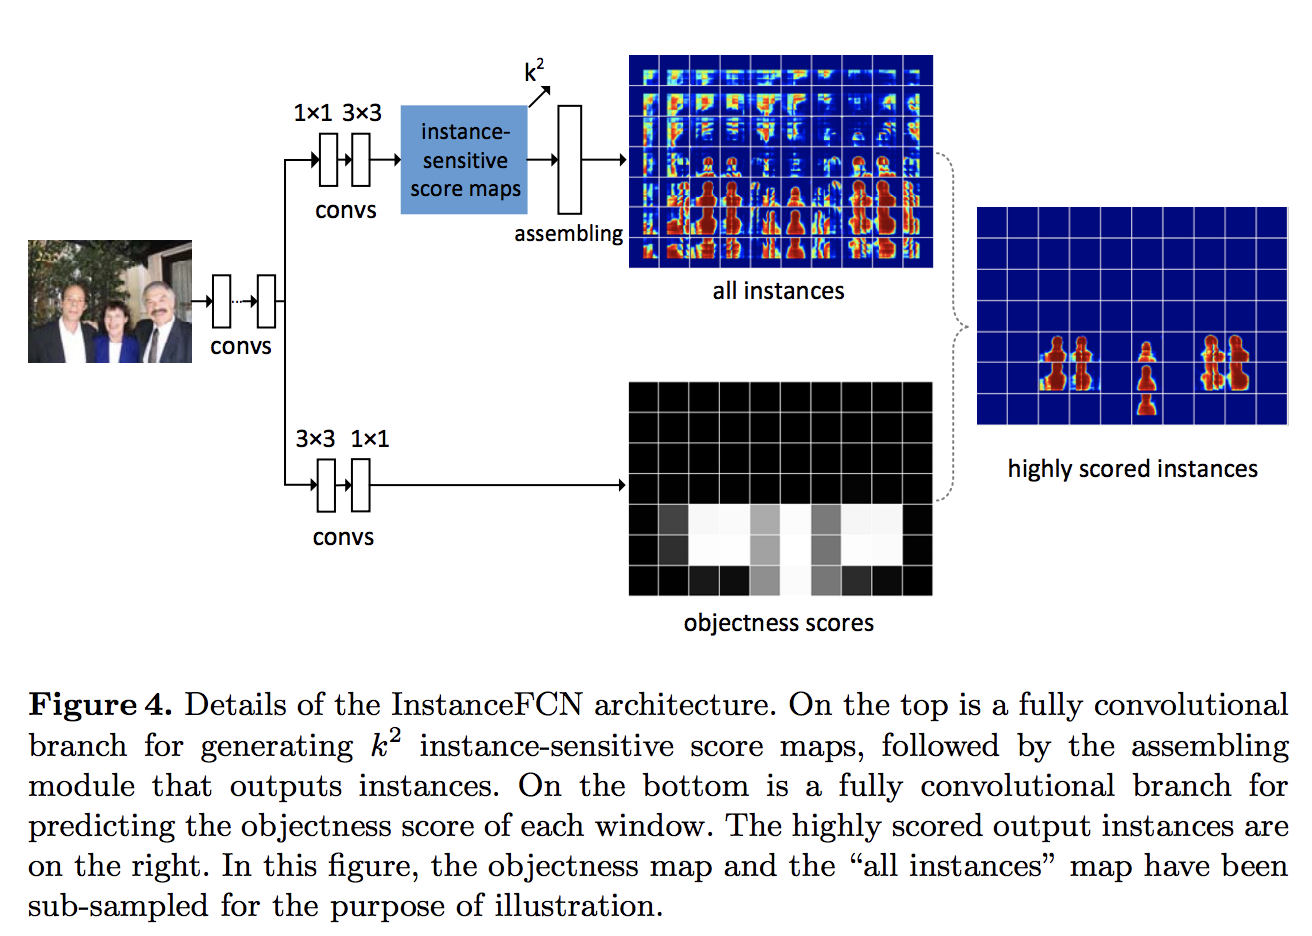 k²
1×1 3×3
instance-
sensitive
score maps
convs
assembling
all instances
convs
3×3 1×1
highly scored instances
convs
objectness scores
Figure 4. Details of the InstanceFCN architecture. On the top is a fully convolutional
branch for generating k² instance-sensitive score maps, followed by the assembling
module that outputs instances. On the bottom is a fully convolutional branch for
predicting the objectness score of each window. The highly scored output instances are
on the right. In this figure, the objectness map and the “all instances” map have been
sub-sampled for the purpose of illustration.